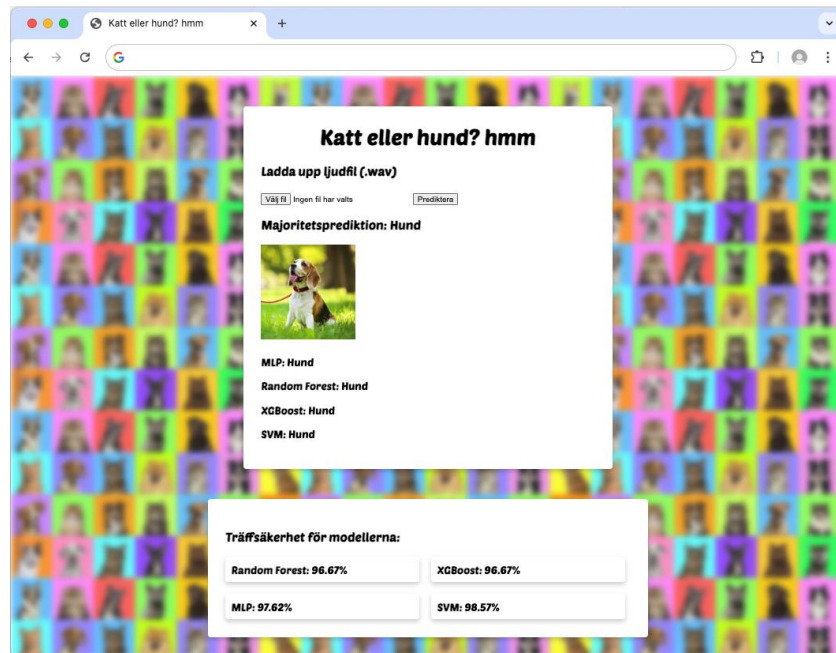 Katt eller hund? hmm
Katt eller hund? hmm
Ladda upp ljudfil (.wav)
Välj fil Ingen fil har valts Prediktera
Majoritetsprediktion: Hund
MLP: Hund
Random Forest: Hund
XGBoost: Hund
SVM: Hund
Träffsäkerhet för modellerna:
Random Forest: 96.67% XGBoost: 96.67%
MLP: 97.62% SVM: 98.57%